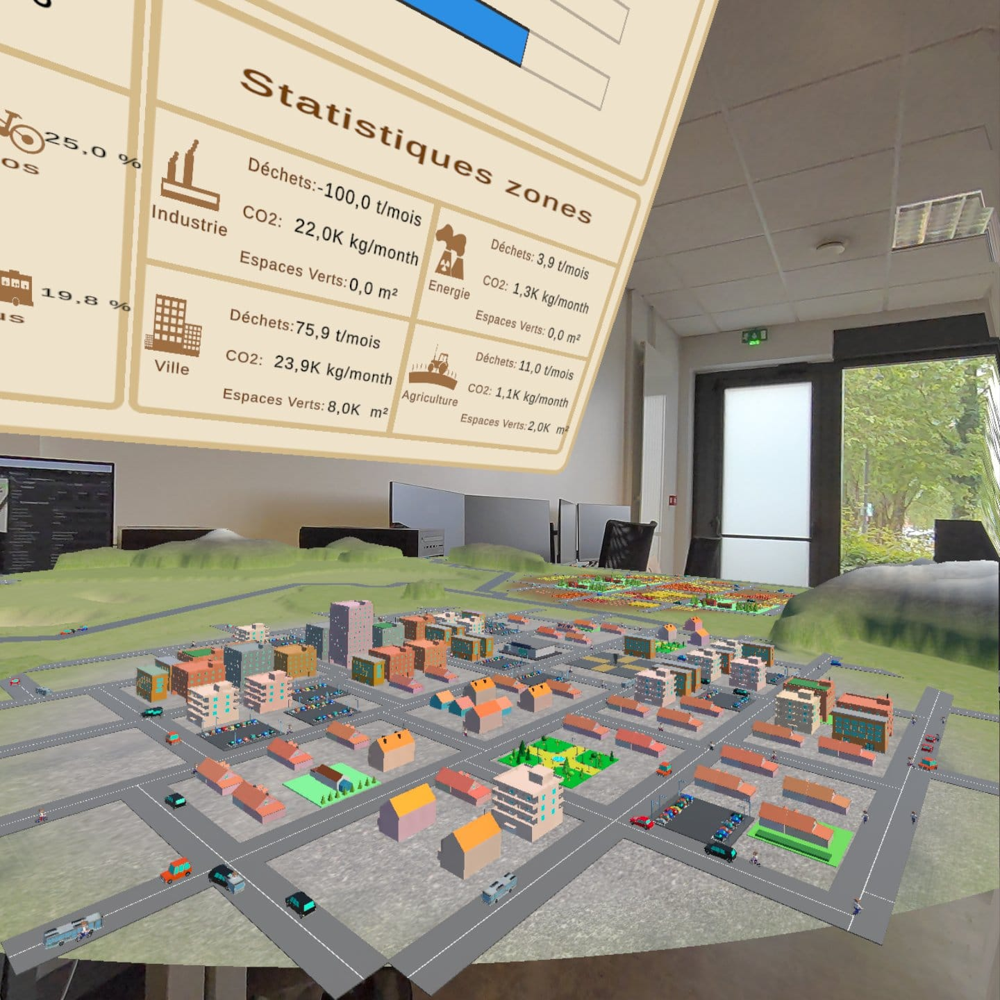 25,0 %
19,8 %
Statistiques zones
Industrie
Déchets:-100,0 t/mois
CO2: 22,0K kg/month
Espaces Verts:0,0 m²
Energie
Déchets: 3,9 t/mois
CO2: 1,3K kg/month
Espaces Verts:0,0 m²
Ville
Déchets:75,9 t/mois
CO2: 23,9K kg/month
Espaces Verts:8,0K m²
Agriculture
Déchets: 11,0 t/mois
CO2: 1,1K kg/month
Espaces Verts:2,0K m²